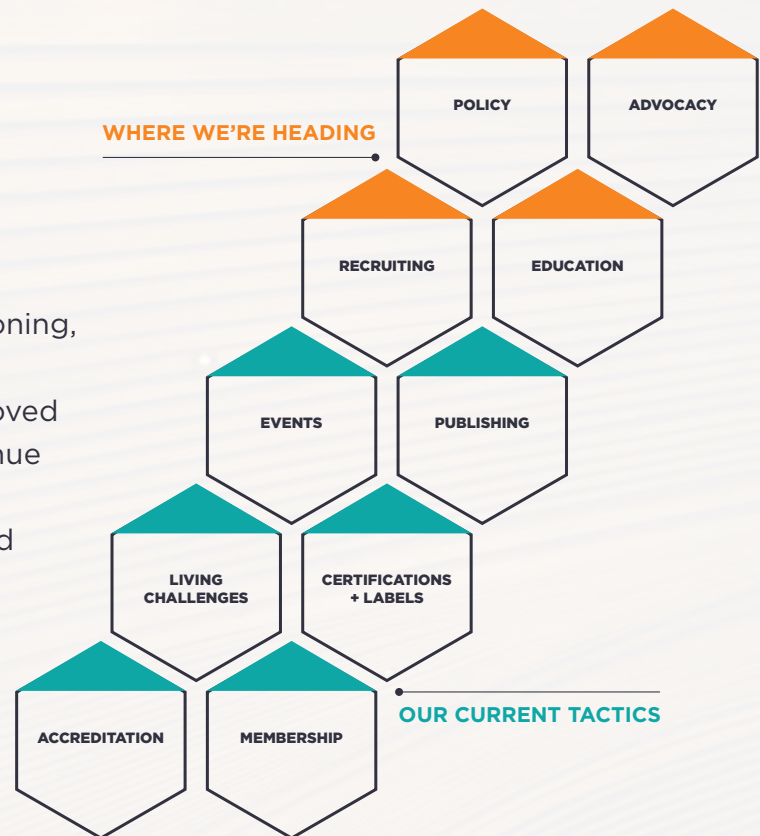 POLICY
ADVOCACY
WHERE WE’RE HEADING
RECRUITING
EDUCATION
EVENTS
PUBLISHING
LIVING
CHALLENGES
CERTIFICATIONS
+ LABELS
OUR CURRENT TACTICS
ACCREDITATION
MEMBERSHIP